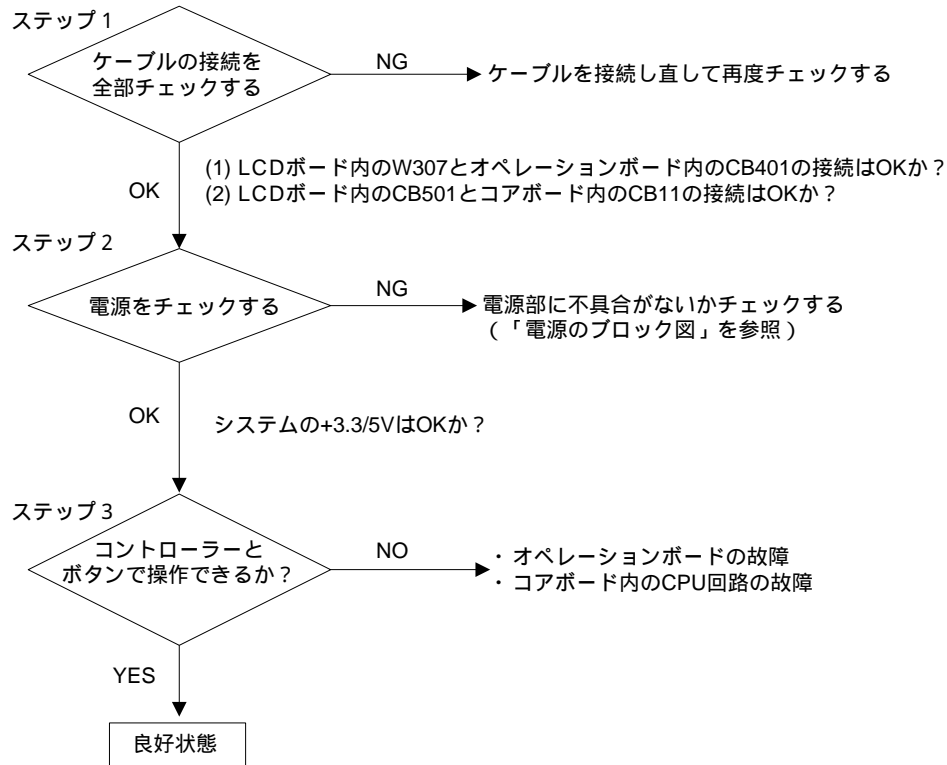 ステップ 1
ケーブルの接続を
全部チェックする
NG
ケーブルを接続し直して再度チェックする
OK
(1) LCDボード内のW307とオペレーションボード内のCB401の接続はOKか？
(2) LCDボード内のCB501とコアボード内のCB11の接続はOKか？
ステップ 2
電源をチェックする
NG
電源部に不具合がないかチェックする
(「電源のブロック図」を参照)
OK
システムの+3.3/5VはOKか？
ステップ 3
コントローラーと
ボタンで操作できるか？
NO
・ オペレーションボードの故障
・ コアボード内のCPU回路の故障
YES
良好状態